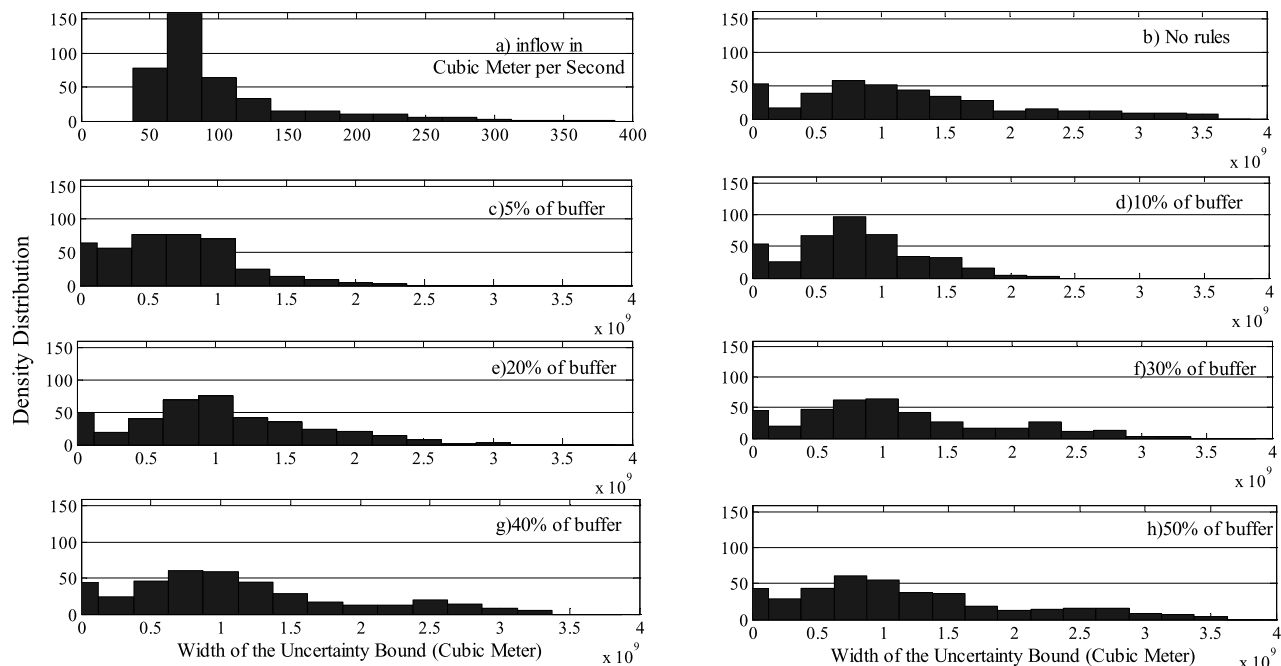 Density Distribution
150
100
50
0
a) inflow in
Cubic Meter per Second
0 50 100 150 200 250 300 350 400
150
100
50
0
b) No rules
0 0.5 1 1.5 2 2.5 3 3.5 4
x 10^9
150
100
50
0
c)5% of buffer
0 0.5 1 1.5 2 2.5 3 3.5 4
x 10^9
150
100
50
0
d)10% of buffer
0 0.5 1 1.5 2 2.5 3 3.5 4
x 10^9
150
100
50
0
e)20% of buffer
0 0.5 1 1.5 2 2.5 3 3.5 4
x 10^9
150
100
50
0
f)30% of buffer
0 0.5 1 1.5 2 2.5 3 3.5 4
x 10^9
150
100
50
0
g)40% of buffer
0 0.5 1 1.5 2 2.5 3 3.5 4
Width of the Uncertainty Bound (Cubic Meter)
x 10^9
150
100
50
0
h)50% of buffer
0 0.5 1 1.5 2 2.5 3 3.5 4
Width of the Uncertainty Bound (Cubic Meter)
x 10^9